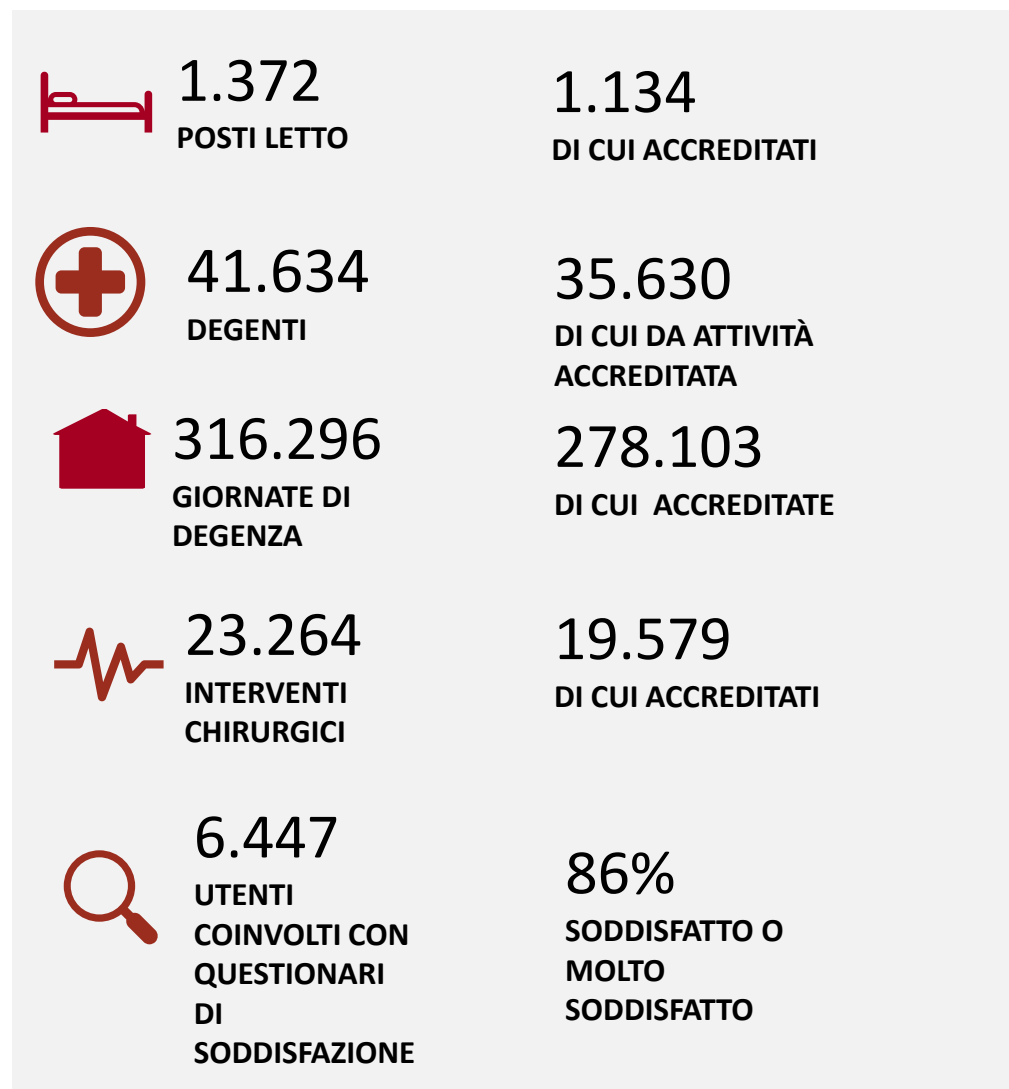 1.372
POSTI LETTO
1.134
DI CUI ACCREDITATI
41.634
DEGENTI
35.630
DI CUI DA ATTIVITÀ
ACCREDITATA
316.296
GIORNATE DI
DEGENZA
278.103
DI CUI  ACCREDITATE
23.264
INTERVENTI
CHIRURGICI
19.579
DI CUI ACCREDITATI
6.447
UTENTI
COINVOLTI CON
QUESTIONARI
DI
SODDISFAZIONE
86%
SODDISFATTO O
MOLTO
SODDISFATTO